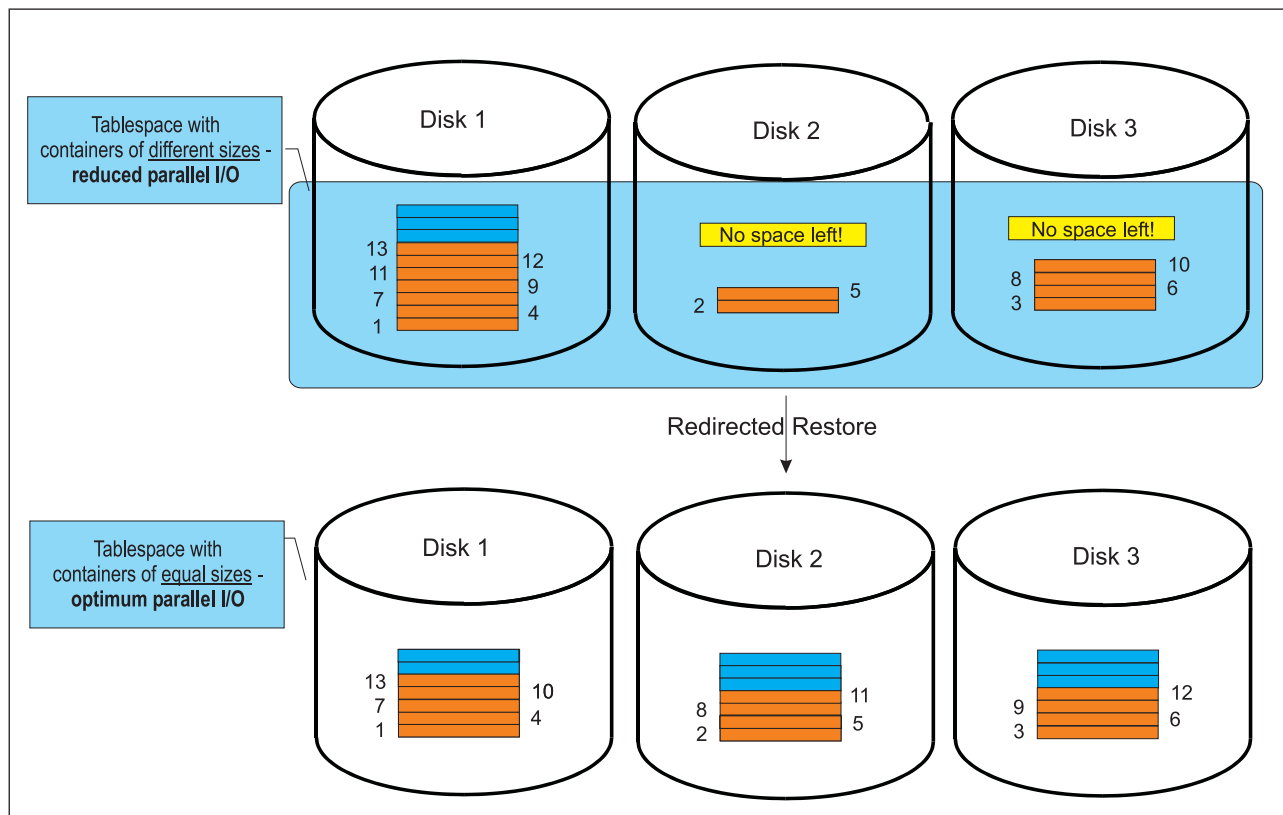 Disk 1
Disk 2
Disk 3
Tablespace with
containers of different sizes -
reduced parallel I/O
No space left!
No space left!
13
12
11
9
7
4
1
5
2
10
8
6
3
Redirected Restore
Disk 1
Disk 2
Disk 3
Tablespace with
containers of equal sizes -
optimum parallel I/O
13
10
7
4
1
11
8
5
2
12
9
6
3